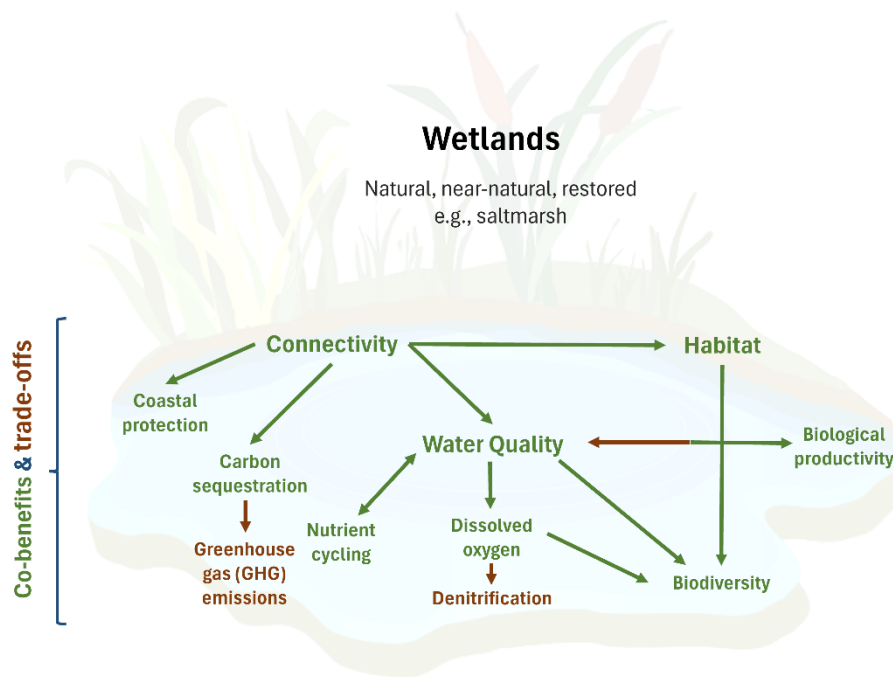 Wetlands
Natural, near-natural, restored
e.g., saltmarsh
Co-benefits & trade-offs
Connectivity
Habitat
Coastal
protection
Water Quality
Biological
productivity
Carbon
sequestration
Nutrient
cycling
Dissolved
oxygen
Greenhouse
gas (GHG)
emissions
Denitrification
Biodiversity